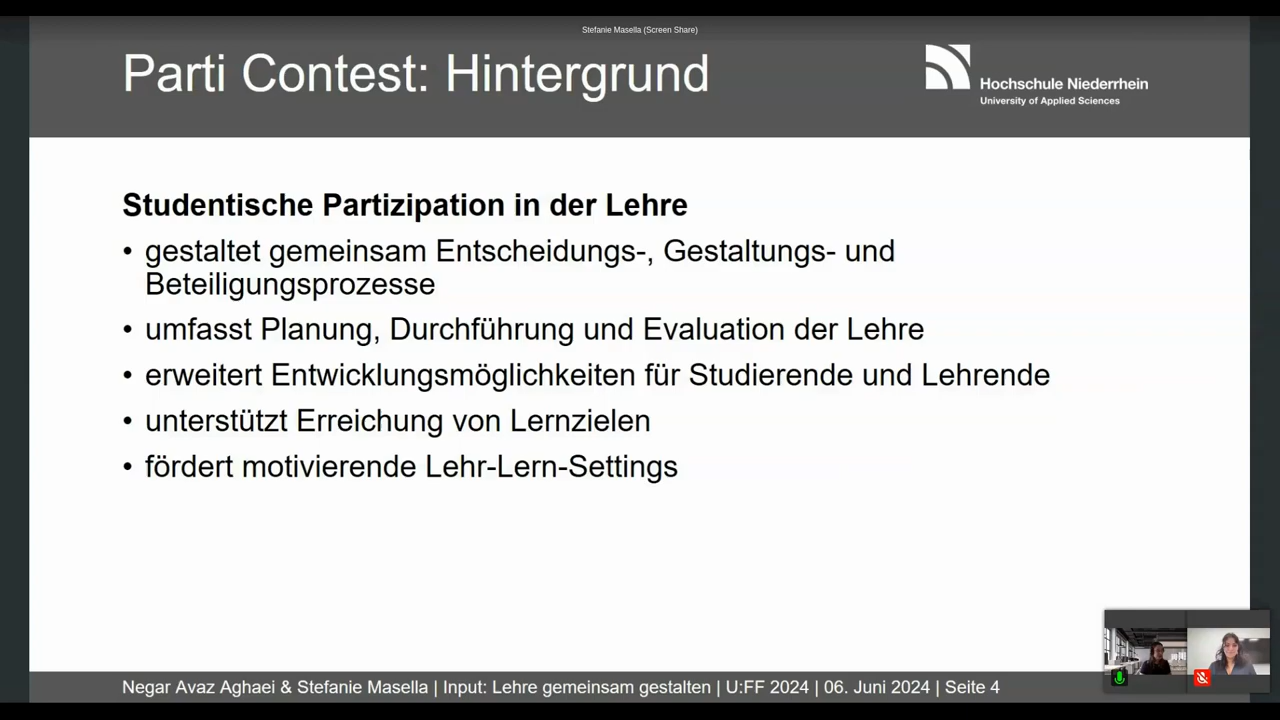 Stefanie Masella (Screen Share)
Parti Contest: Hintergrund
Hochschule Niederrhein
University of Applied Sciences
Studentische Partizipation in der Lehre
• gestaltet gemeinsam Entscheidungs-, Gestaltungs- und
Beteiligungsprozesse
• umfasst Planung, Durchführung und Evaluation der Lehre
• erweitert Entwicklungsmöglichkeiten für Studierende und Lehrende
• unterstützt Erreichung von Lernzielen
• fördert motivierende Lehr-Lern-Settings
Negar Avaz Aghaei & Stefanie Masella | Input: Lehre gemeinsam gestalten | U:FF 2024 | 06. Juni 2024 | Seite 4